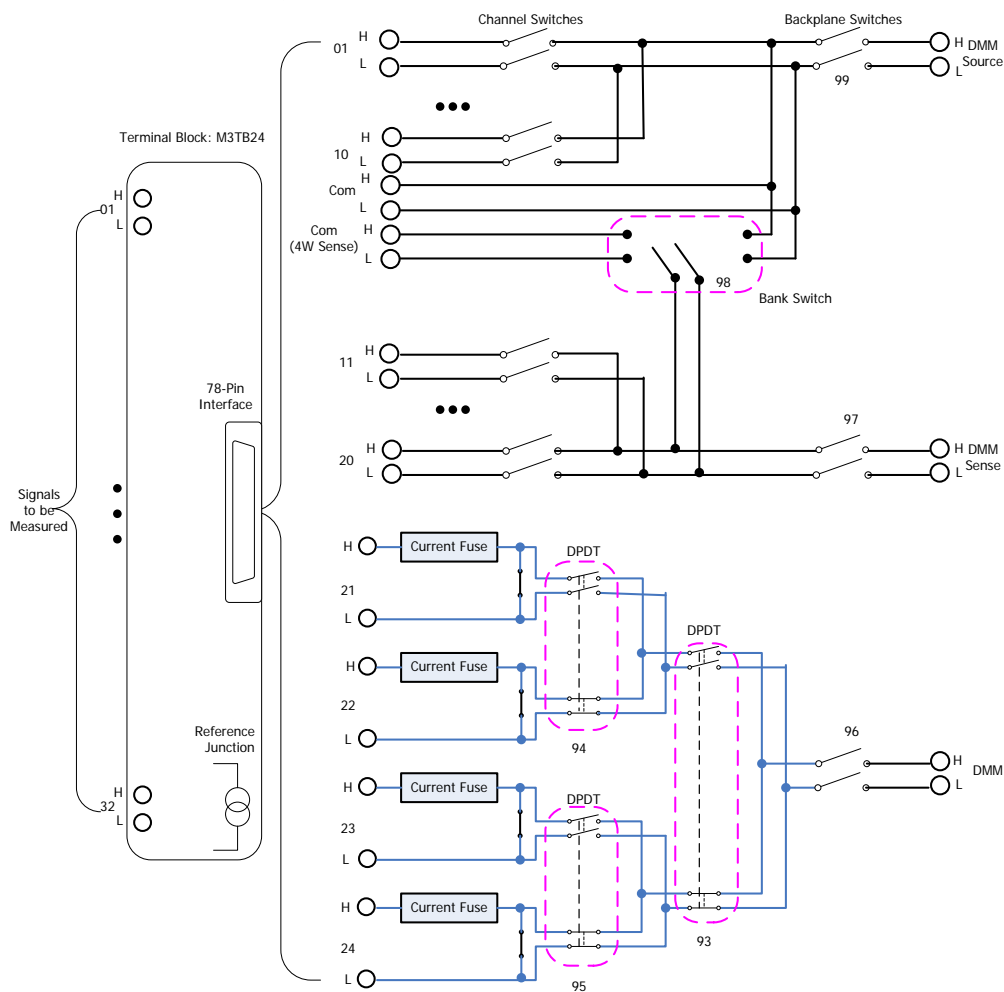 Channel Switches
Backplane Switches
01
H
L
H
L
DMM
Source
99
Terminal Block: M3TB24
H
01
L
10
H
L
Com
H
L
Com
(4W Sense)
H
L
98
Bank Switch
11
H
L
78-Pin
Interface
20
H
L
97
H
L
DMM
Sense
Signals
to be
Measured
H
Current Fuse
DPDT
21
L
H
Current Fuse
DPDT
22
L
94
Reference
Junction
96
H
L
DMM
H
32
L
H
Current Fuse
DPDT
23
L
H
Current Fuse
93
24
L
95